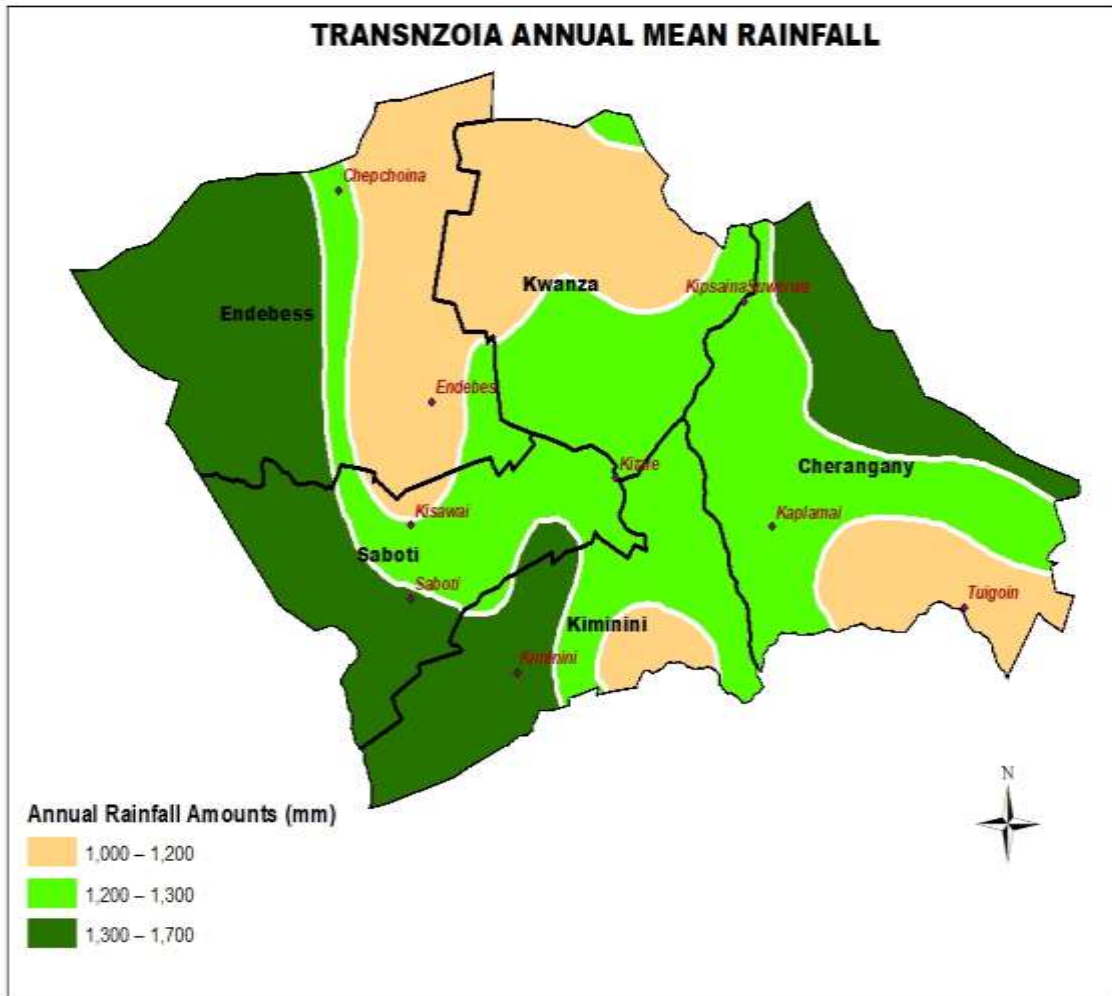 TRANSNZOIA ANNUAL MEAN RAINFALL
Chepchoina
Kwanza
Endebess
Endebes
Cherangany
Kisawai
Kaplamai
Saboti
Saboti
Tuigoin
Kiminini
Kiminini
N
Annual Rainfall Amounts (mm)
1,000 – 1,200
1,200 – 1,300
1,300 – 1,700